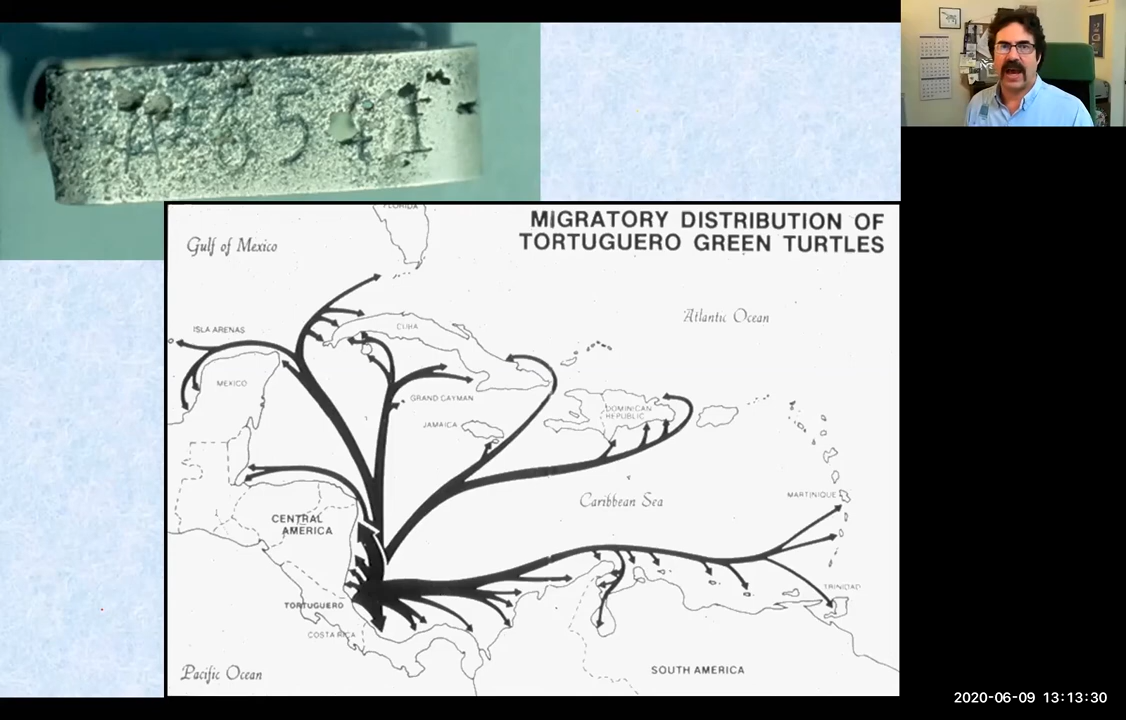 A6541
FLORIDA
MIGRATORY DISTRIBUTION OF
TORTUGUERO GREEN TURTLES
Gulf of Mexico
Atlantic Ocean
ISLA ARENAS
CUBA
MEXICO
GRAND CAYMAN
DOMINICAN
REPUBLIC
JAMAICA
Caribbean Sea
MARTINIQUE
CENTRAL
AMERICA
TRINIDAD
TORTUGUERO
COSTA RICA
SOUTH AMERICA
Pacific Ocean
2020-06-09 13:13:30